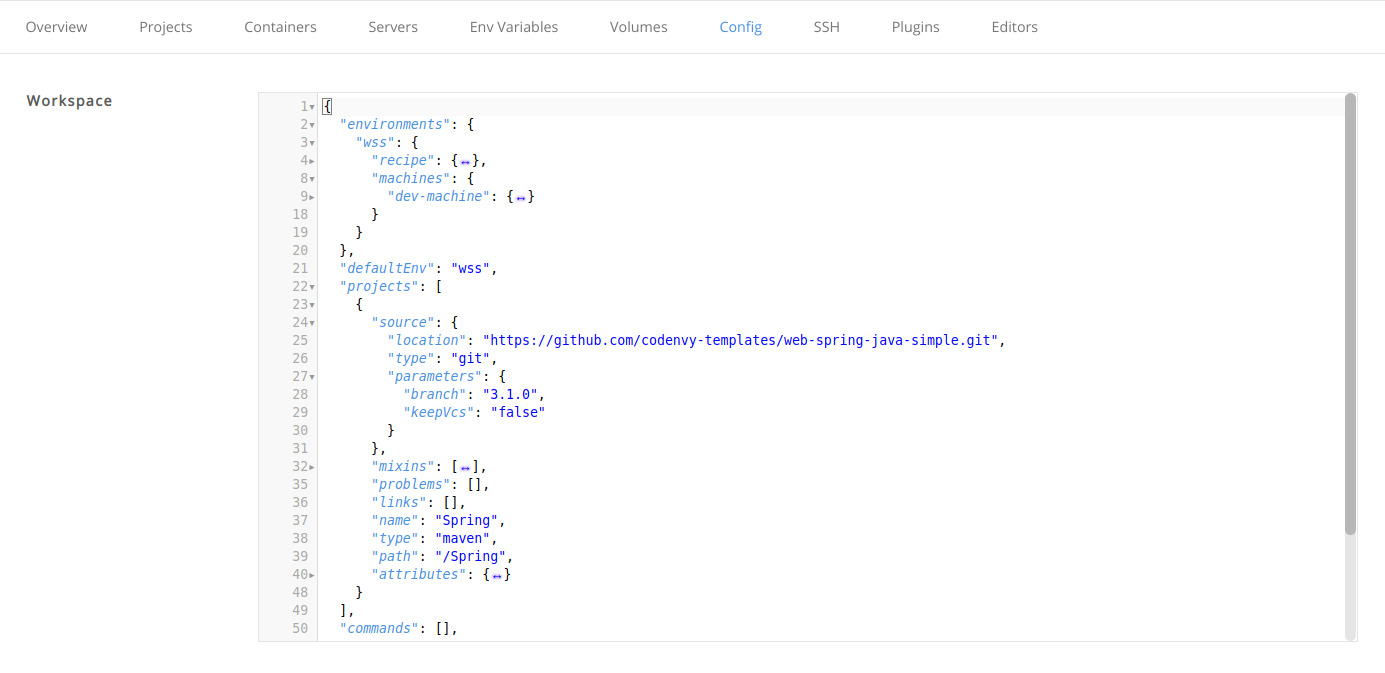 Overview Projects Containers Servers Env Variables Volumes Config SSH Plugins Editors
Workspace
1 {
2 "environments": {
3 "wss": {
4 "recipe": {↔},
8 "machines": {
9 "dev-machine": {↔}
18 }
19 }
20 },
21 "defaultEnv": "wss",
22 "projects": [
23 {
24 "source": {
25 "location": "https://github.com/codenvy-templates/web-spring-java-simple.git",
26 "type": "git",
27 "parameters": {
28 "branch": "3.1.0",
29 "keepVcs": "false"
30 }
31 },
32 "mixins": [↔],
35 "problems": [],
36 "links": [],
37 "name": "Spring",
38 "type": "maven",
39 "path": "/Spring",
40 "attributes": {↔}
48 }
49 ],
50 "commands": [],